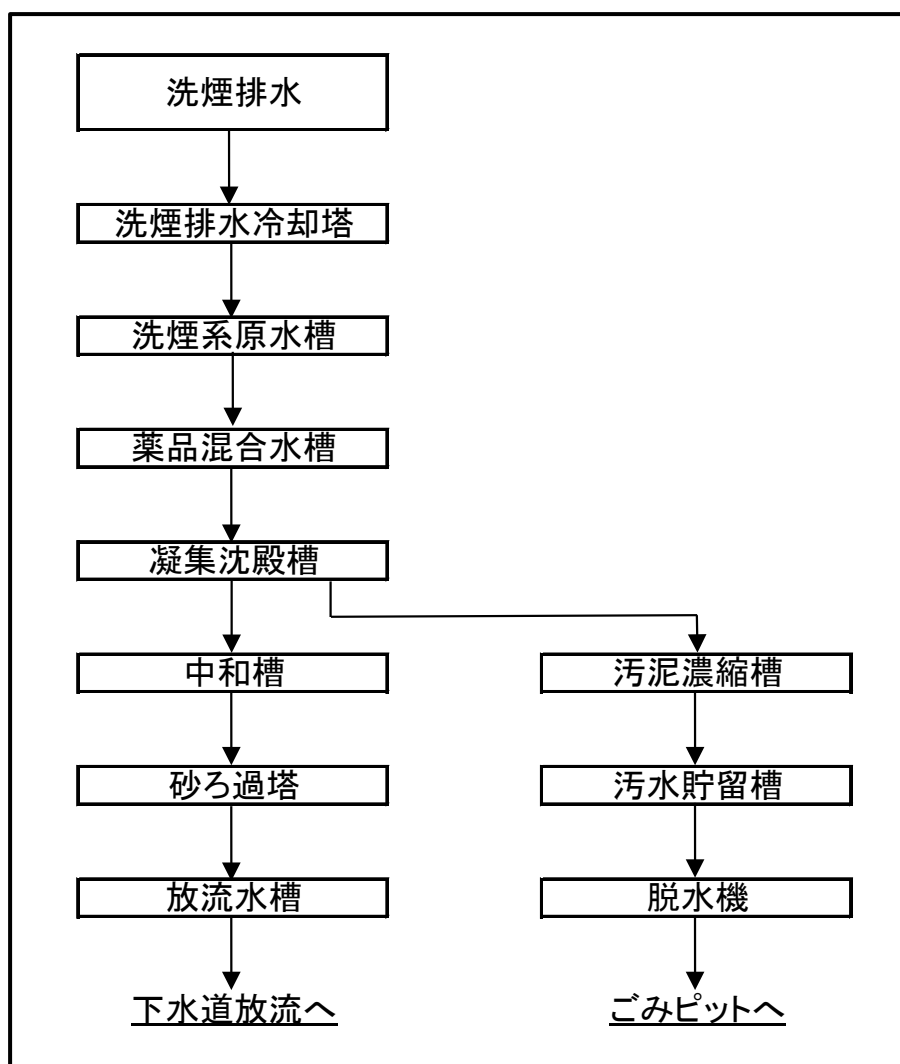 洗煙排水
洗煙排水冷却塔
洗煙系原水槽
薬品混合水槽
凝集沈殿槽
中和槽
汚泥濃縮槽
砂ろ過塔
汚水貯留槽
放流水槽
脱水機
下水道放流へ
ごみピットへ